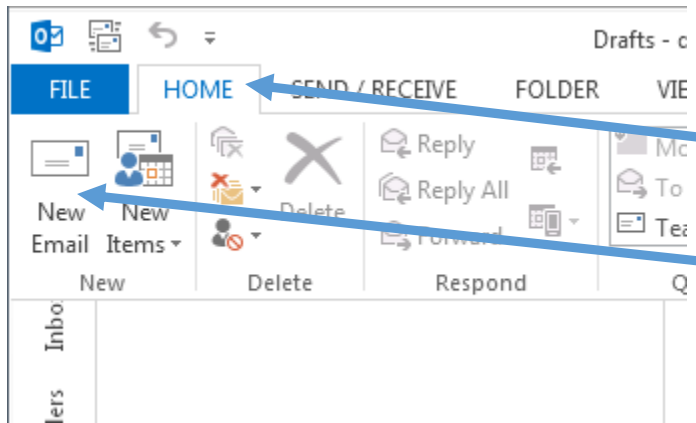 Drafts -
FILE HOME SEND / RECEIVE FOLDER
Reply
Reply All
Forward
To
New Email
New Items
Delete
New Delete Respond